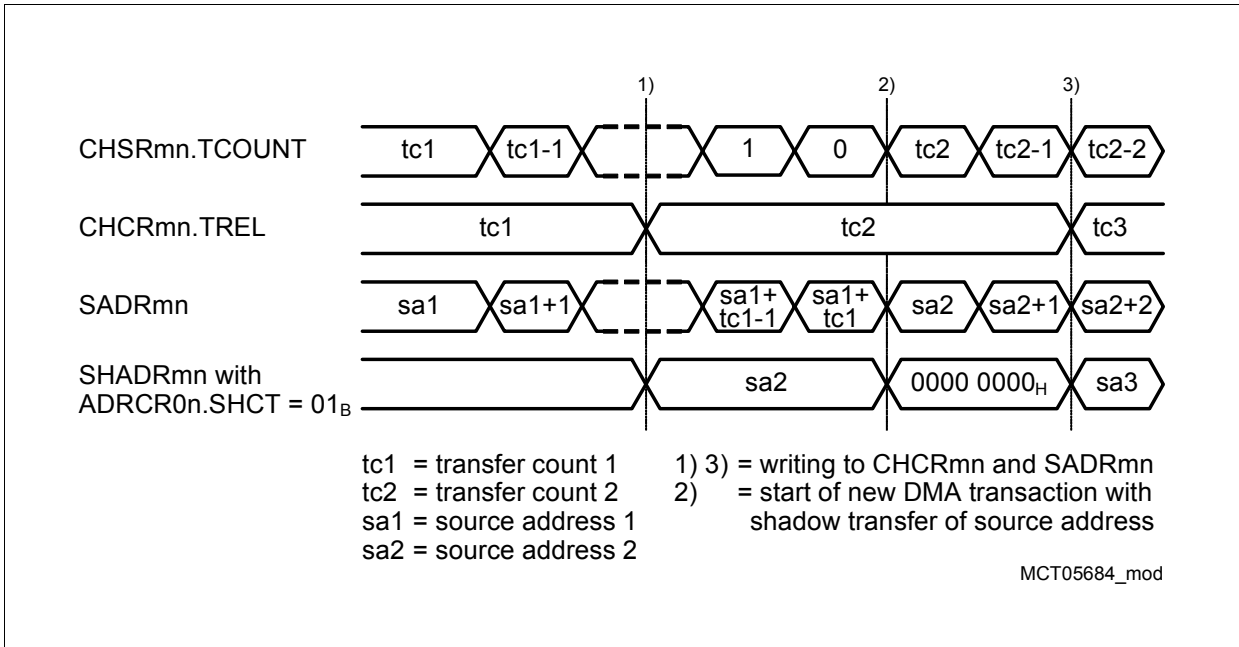 1) 2) 3)
CHSRmn.TCOUNT tc1 tc1-1 1 0 tc2 tc2-1 tc2-2
CHCRmn.TREL tc1 tc2 tc3
SADRmn sa1 sa1+1 sa1+ tc1-1 sa1+ tc1 sa2 sa2+1 sa2+2
SHADRmn with
ADRCR0n.SHCT = 01B sa2 0000 0000H sa3
tc1 = transfer count 1
tc2 = transfer count 2
sa1 = source address 1
sa2 = source address 2
1) 3) = writing to CHCRmn and SADRmn
2) = start of new DMA transaction with
shadow transfer of source address
MCT05684_mod